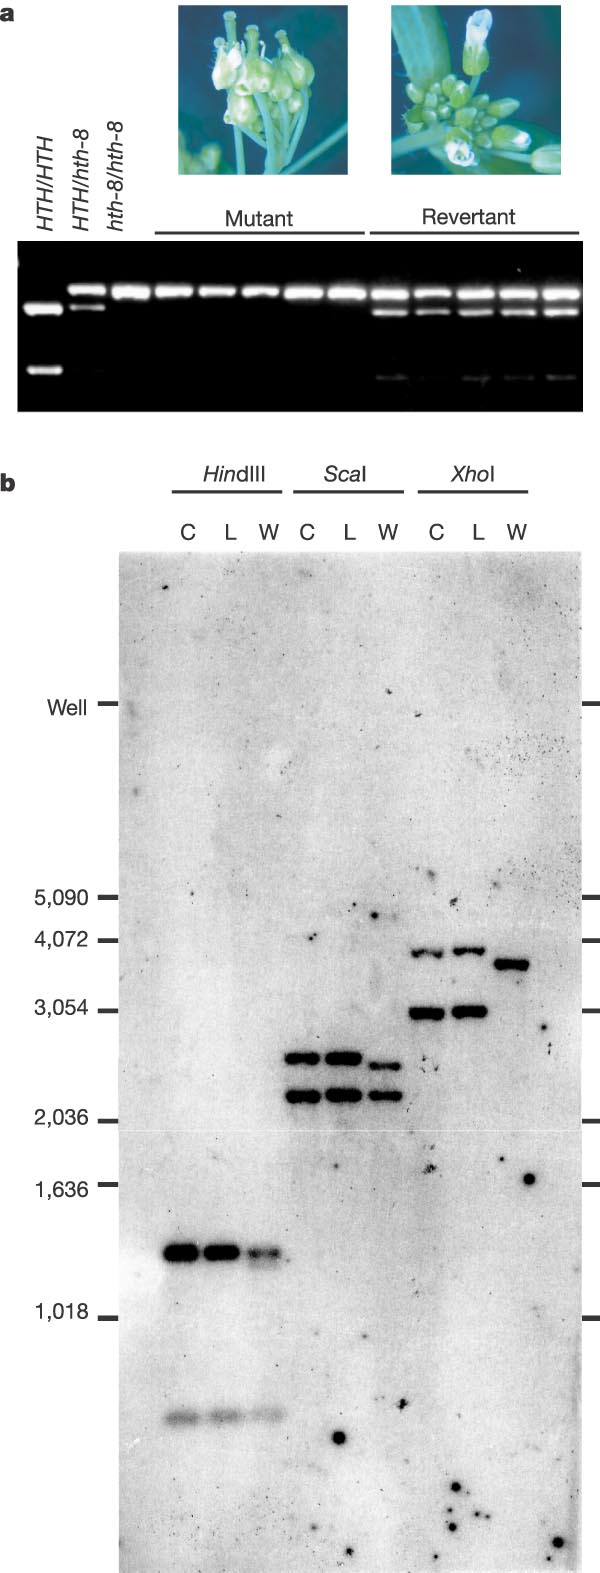 a
HTH/HTH
HTH/hth-8
hth-8/hth-8
Mutant
Revertant
b
HindIII
ScaI
XhoI
C L W C L W C L W
Well
5,090
4,072
3,054
2,036
1,636
1,018